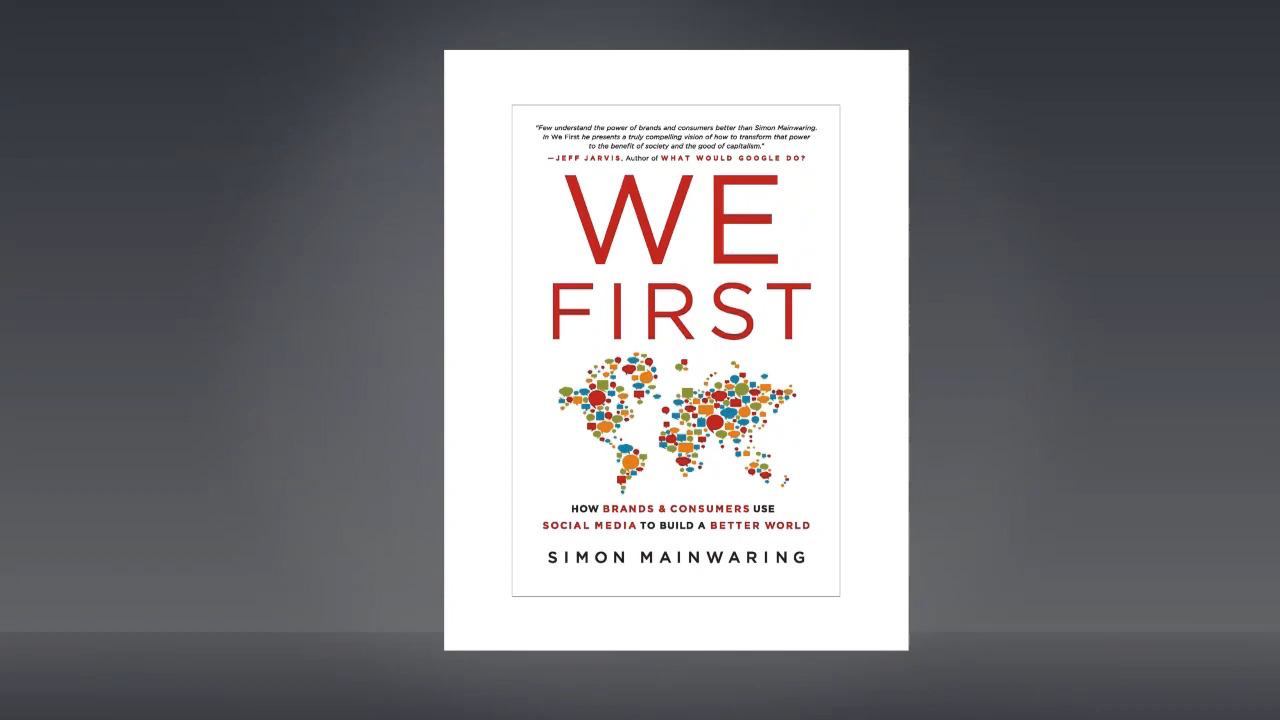 "Few understand the power of brands and consumers better than Simon Mainwaring.
In We First he presents a truly compelling vision of how to transform that power
to the benefit of society and the good of capitalism."
—JEFF JARVIS, Author of WHAT WOULD GOOGLE DO?
WE
FIRST
HOW BRANDS & CONSUMERS USE
SOCIAL MEDIA TO BUILD A BETTER WORLD
SIMON MAINWARING